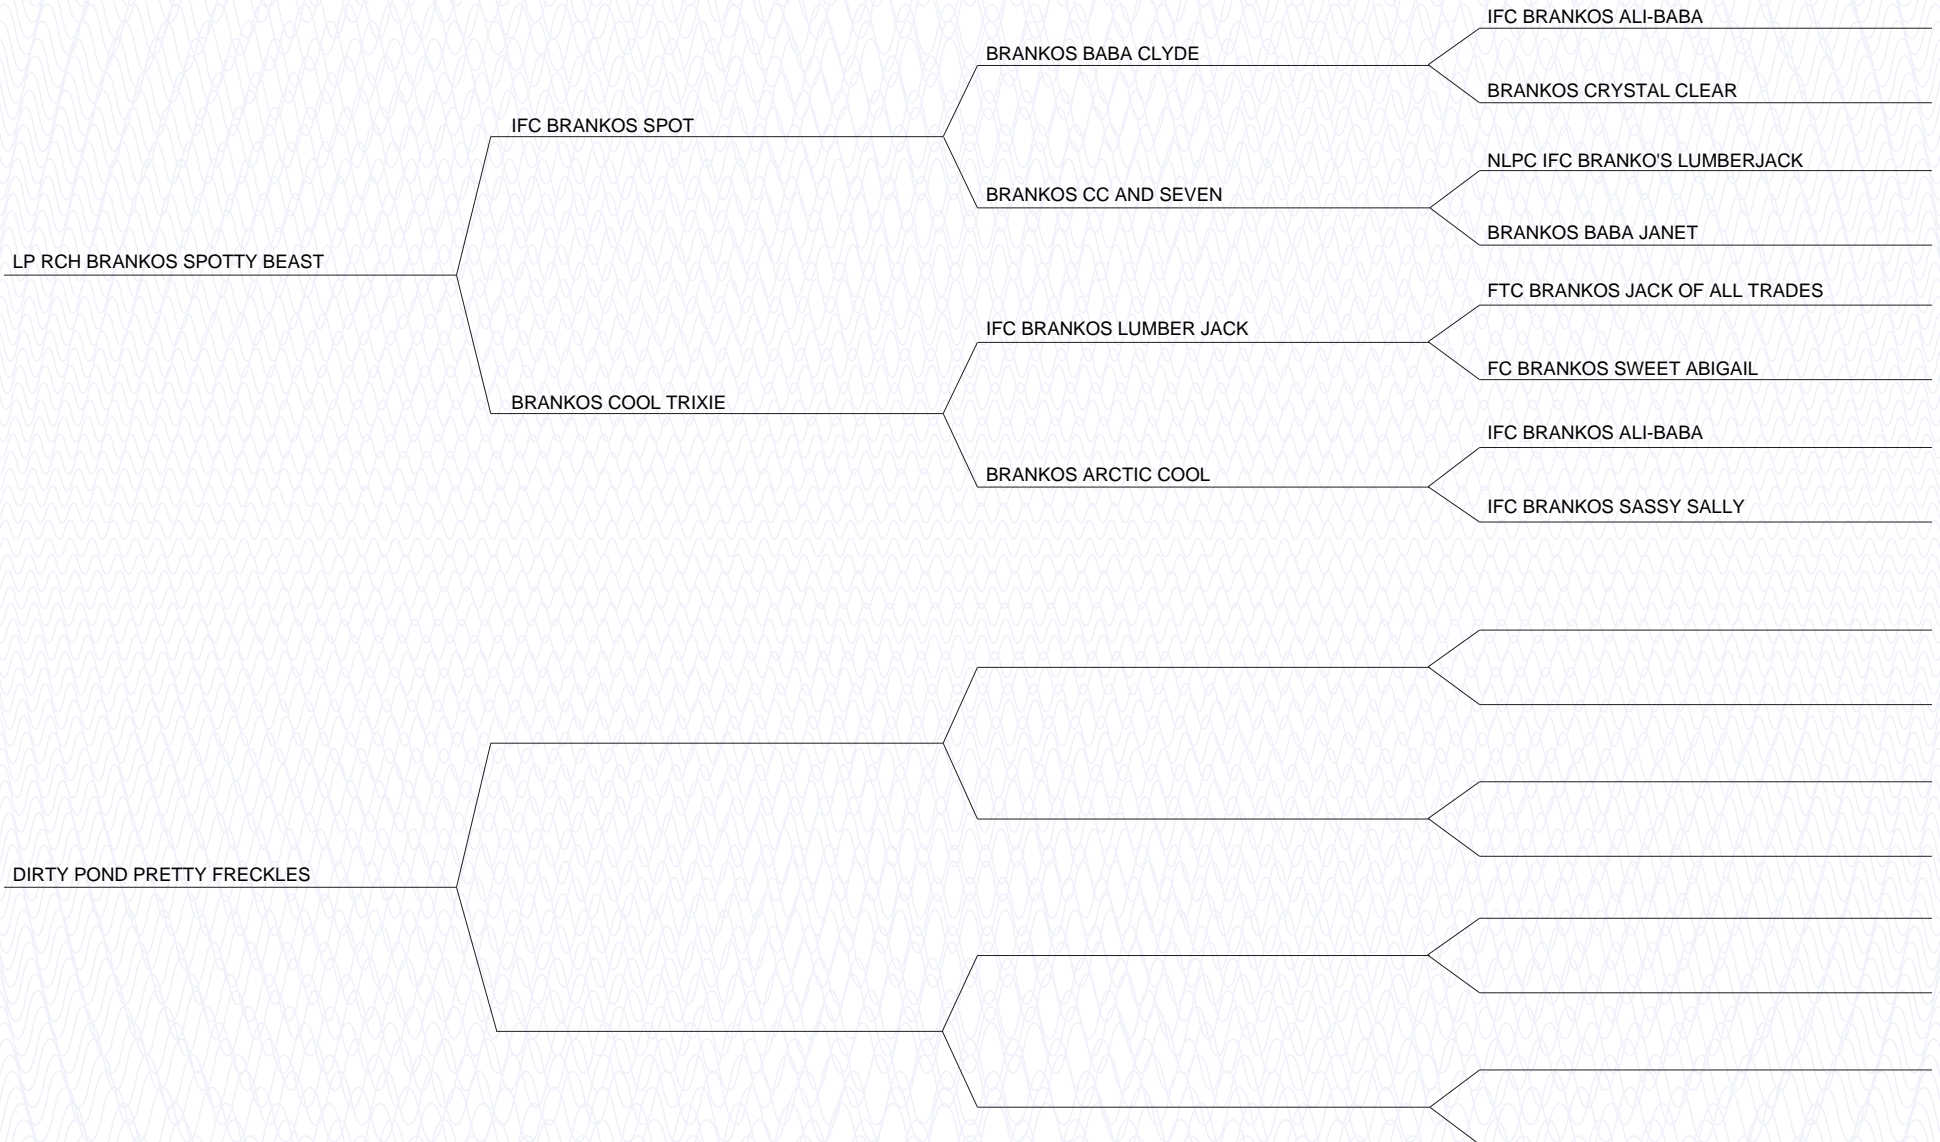 IFC BRANKOS ALI-BABA
BRANKOS BABA CLYDE
BRANKOS CRYSTAL CLEAR
IFC BRANKOS SPOT
NLPC IFC BRANKO'S LUMBERJACK
BRANKOS CC AND SEVEN
BRANKOS BABA JANET
LP RCH BRANKOS SPOTTY BEAST
FTC BRANKOS JACK OF ALL TRADES
IFC BRANKOS LUMBER JACK
FC BRANKOS SWEET ABIGAIL
BRANKOS COOL TRIXIE
IFC BRANKOS ALI-BABA
BRANKOS ARCTIC COOL
IFC BRANKOS SASSY SALLY
DIRTY POND PRETTY FRECKLES